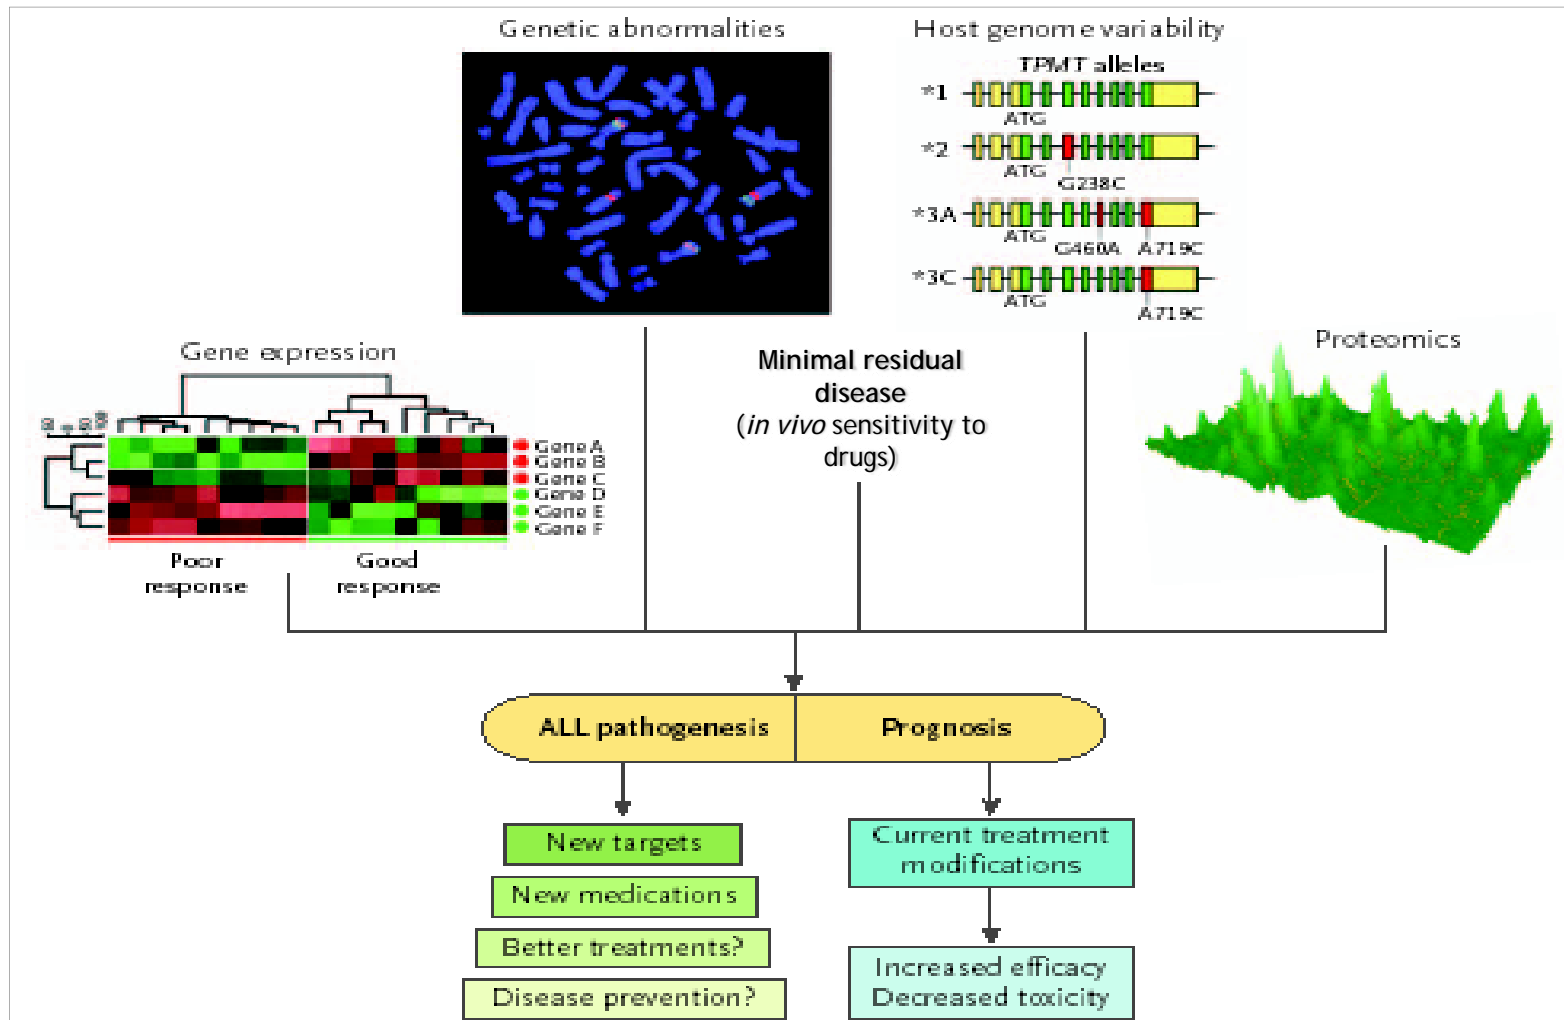 Genetic abnormalities
Host genome variability
TPMT alleles
*1
ATG
*2
ATG
G238C
*3A
ATG
G460A
A719C
*3C
ATG
A719C
Gene expression
Gene A
Gene B
Gene C
Gene D
Gene E
Gene F
Poor
response
Good
response
Minimal residual
disease
(in vivo sensitivity to
drugs)
Proteomics
ALL pathogenesis
Prognosis
New targets
New medications
Better treatments?
Disease prevention?
Current treatment
modifications
Increased efficacy
Decreased toxicity